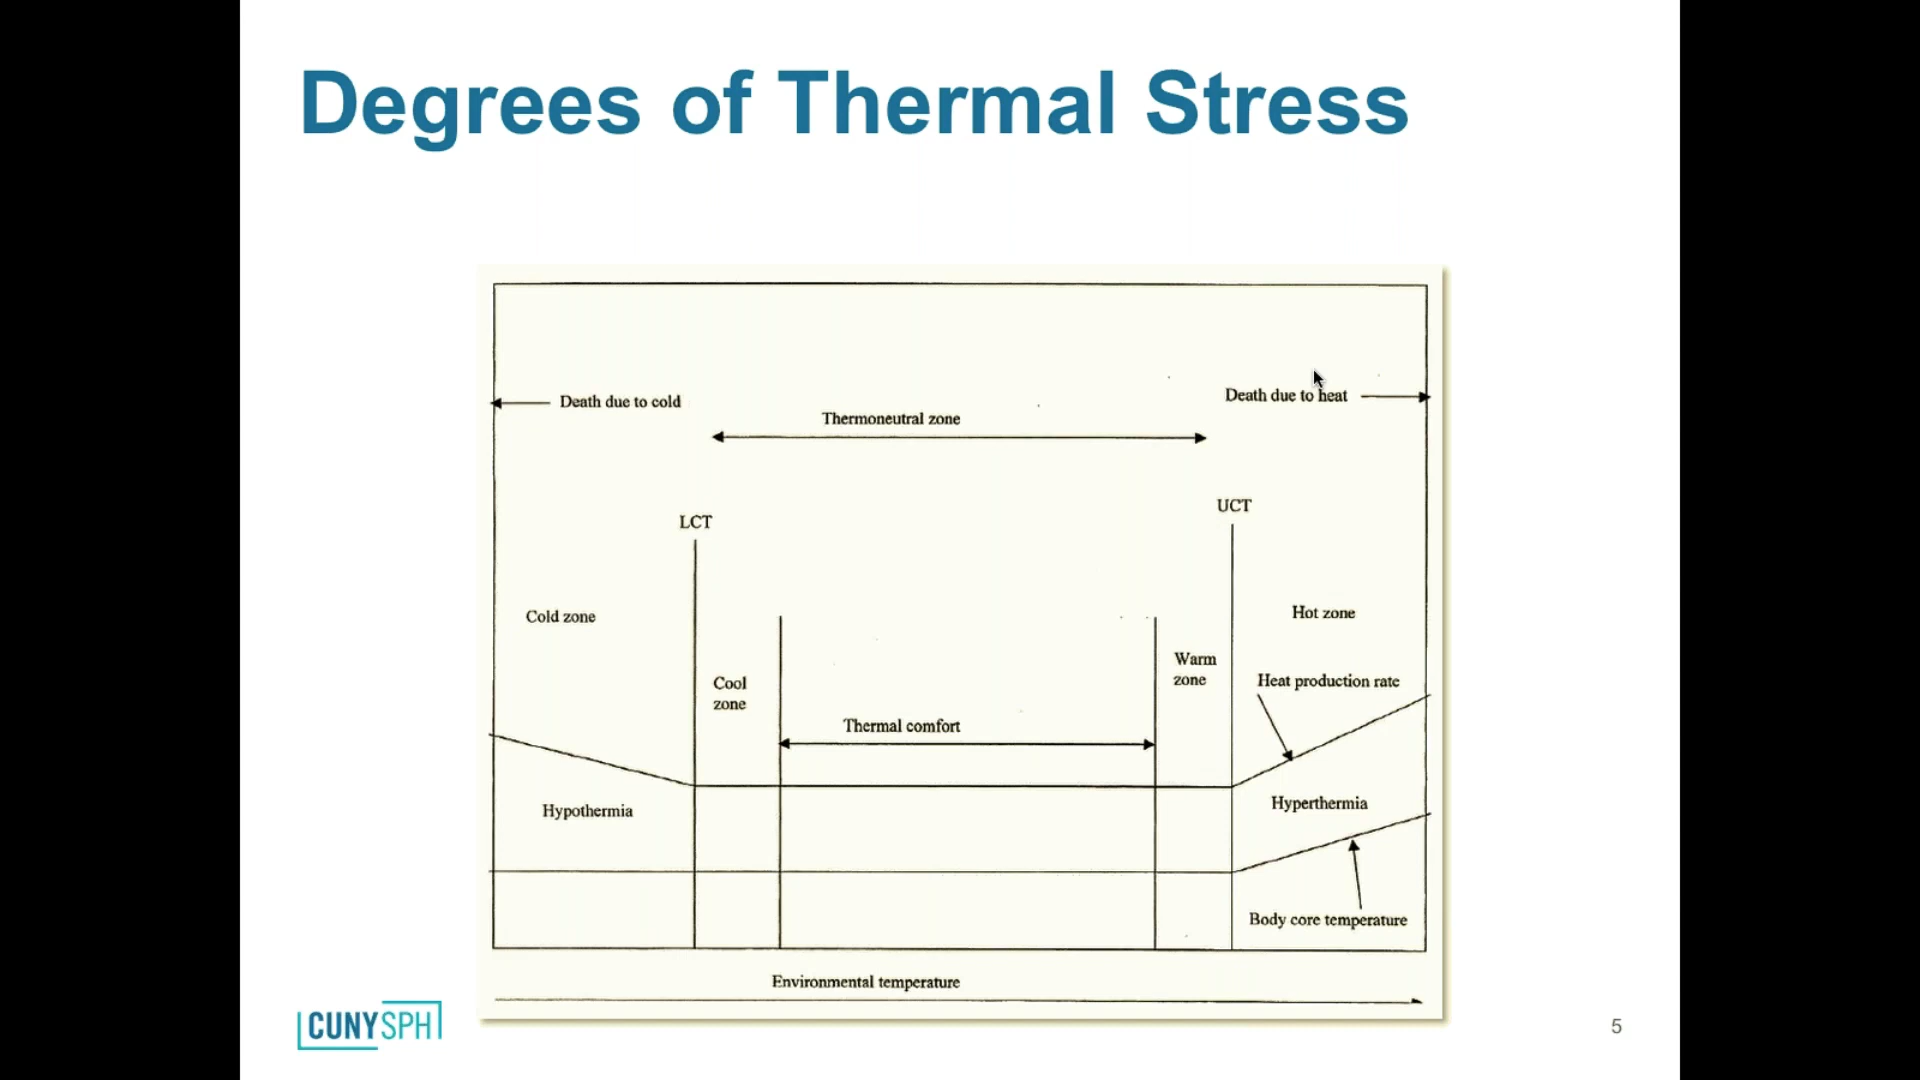 Degrees of Thermal Stress
Death due to cold
Death due to heat
Thermoneutral zone
LCT
UCT
Cold zone
Hot zone
Cool
zone
Warm
zone
Heat production rate
Thermal comfort
Hypothermia
Hyperthermia
Body core temperature
Environmental temperature
CUNYSPH
5